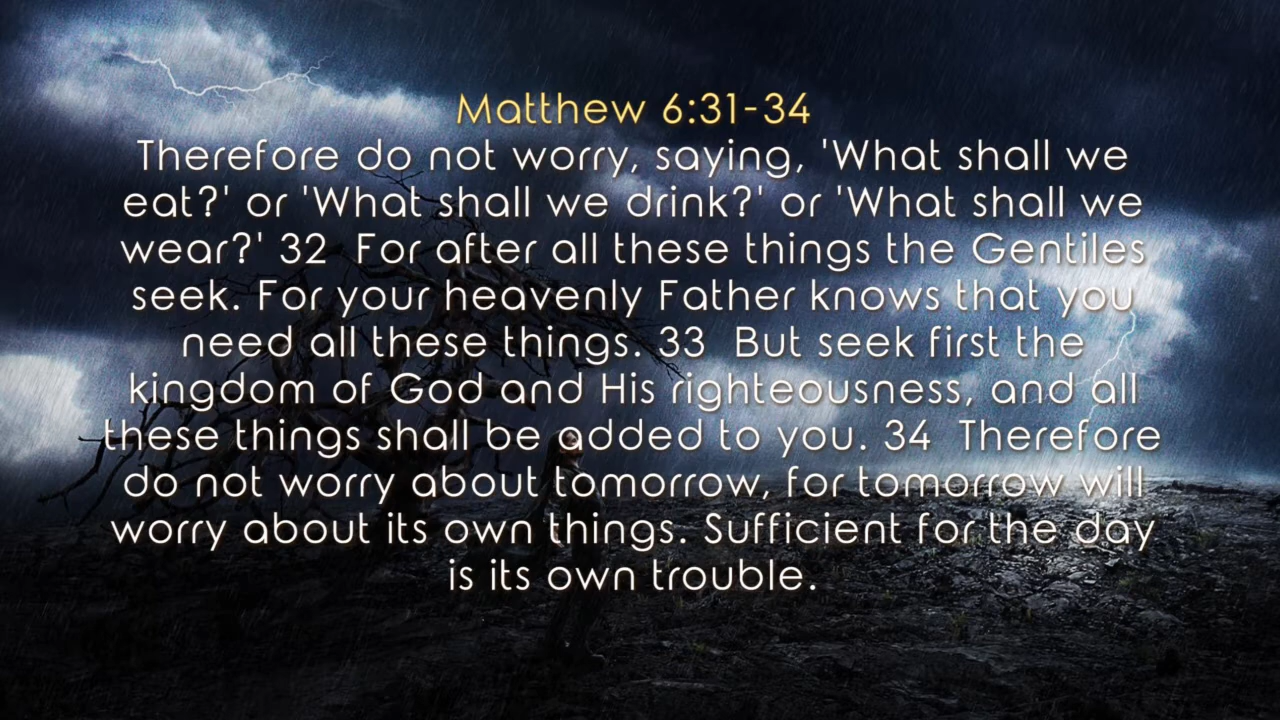 Matthew 6:31-34
Therefore do not worry, saying, 'What shall we
eat?' or 'What shall we drink?' or 'What shall we
wear?' 32  For after all these things the Gentiles
seek. For your heavenly Father knows that you
need all these things. 33  But seek first the
kingdom of God and His righteousness, and all
these things shall be added to you. 34  Therefore
do not worry about tomorrow, for tomorrow will
worry about its own things. Sufficient for the day
is its own trouble.